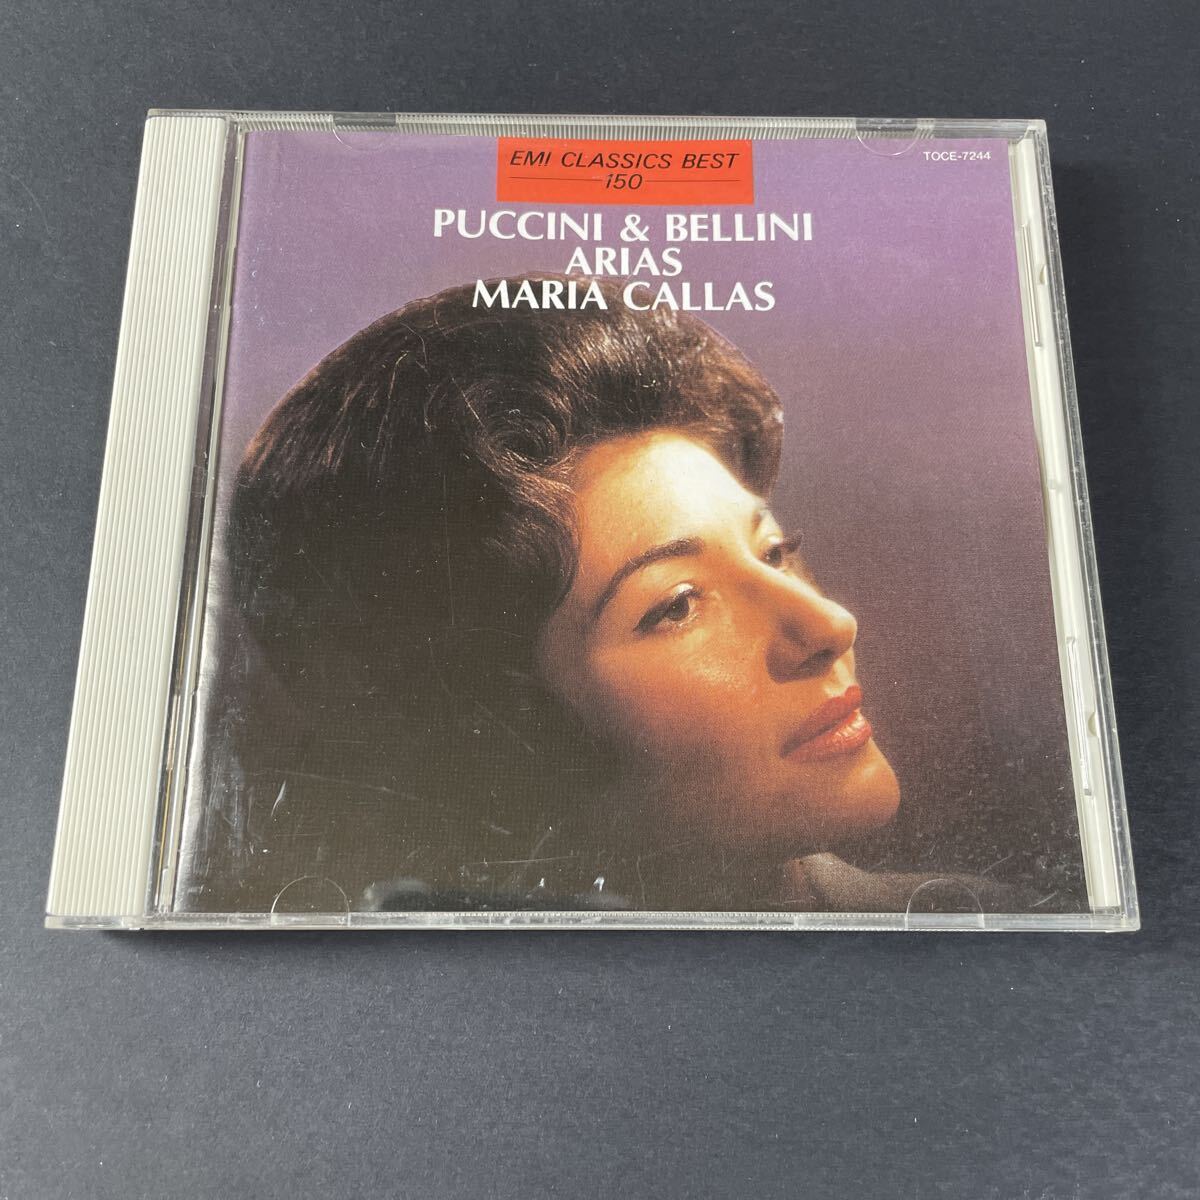 EMI CLASSICS BEST
150
TOCE-7244
PUCCINI & BELLINI
ARIAS
MARIA CALLAS